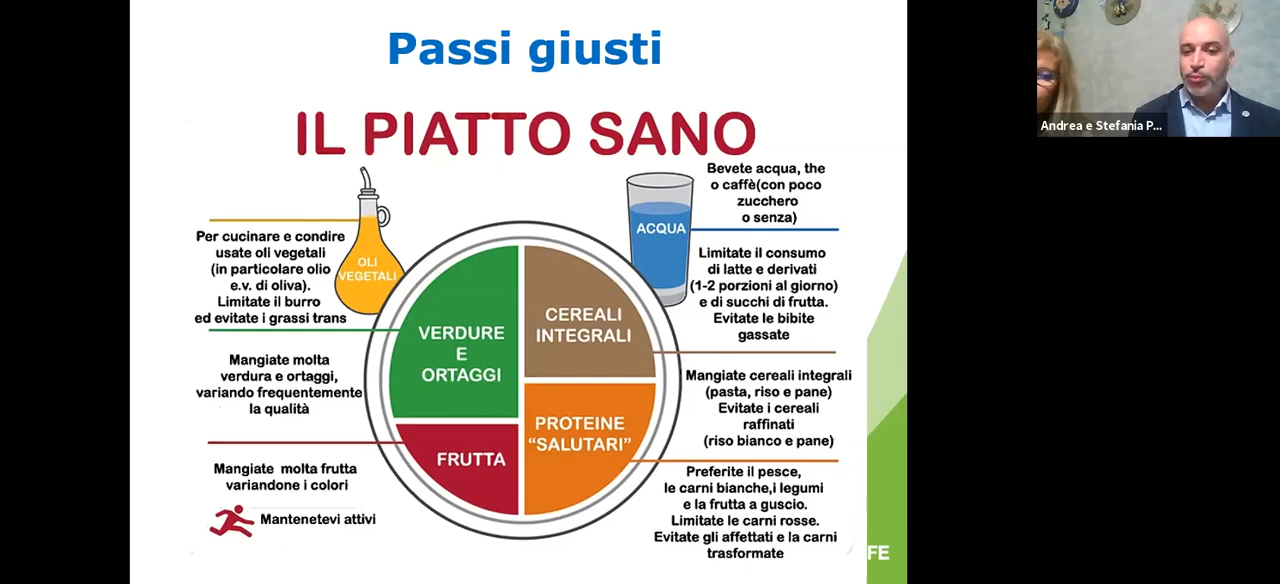 Passi giusti
IL PIATTO SANO
Per cucinare e condire
usate oli vegetali
(in particolare olio
e.v. di oliva).
Limitate il burro
ed evitate i grassi trans
OLI
VEGETALI
Mangiate molta
verdura e ortaggi,
variando frequentemente
la qualità
Mangiate molta frutta
variandone i colori
Mantenetevi attivi
VERDURE
E
ORTAGGI
FRUTTA
CEREALI
INTEGRALI
PROTEINE
“SALUTARI”
ACQUA
Bevete acqua, the
o caffè(con poco
zucchero
o senza)
Limitate il consumo
di latte e derivati
(1-2 porzioni al giorno)
e di succhi di frutta.
Evitate le bibite
gassate
Mangiate cereali integrali
(pasta, riso e pane)
Evitate i cereali
raffinati
(riso bianco e pane)
Preferite il pesce,
le carni bianche,i legumi
e la frutta a guscio.
Limitate le carni rosse.
Evitate gli affettati e la carni
trasformate
FE
Andrea e Stefania P...